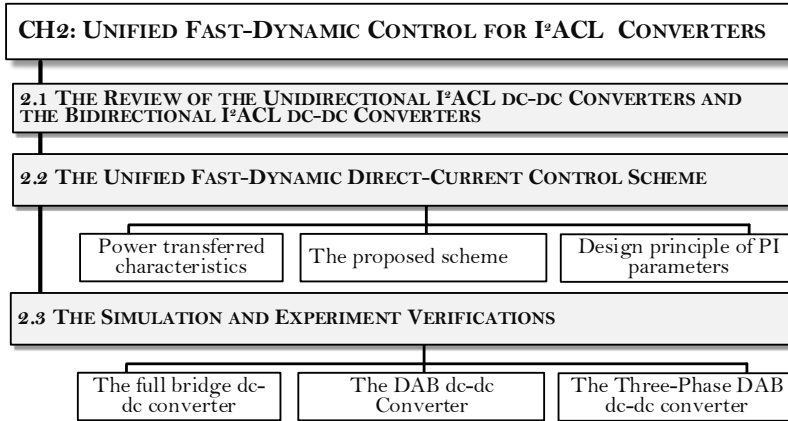 CH2: Unified Fast-Dynamic Control for I²ACL Converters
2.1 The Review of the Unidirectional I²ACL dc-dc Converters and
the Bidirectional I²ACL dc-dc Converters
2.2 The Unified Fast-Dynamic Direct-Current Control Scheme
Power transferred
characteristics
The proposed scheme
Design principle of PI
parameters
2.3 The Simulation and Experiment Verifications
The full bridge dc-
dc converter
The DAB dc-dc
Converter
The Three-Phase DAB
dc-dc converter